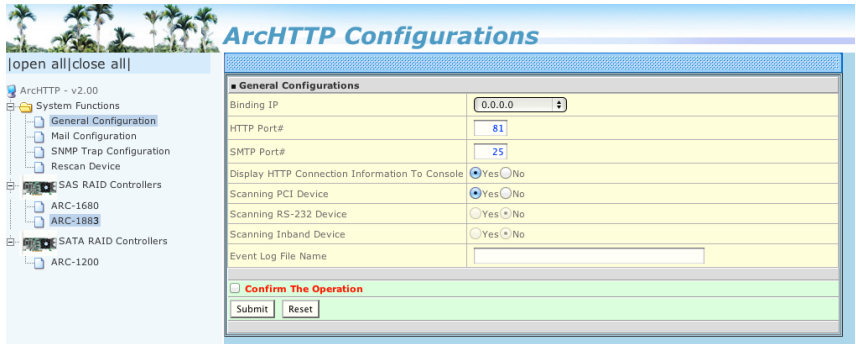 ArcHTTP Configurations
|open all|close all|
ArcHTTP - v2.00
System Functions
General Configuration
Mail Configuration
SNMP Trap Configuration
Rescan Device
SAS RAID Controllers
ARC-1680
ARC-1883
SATA RAID Controllers
ARC-1200
General Configurations
Binding IP 0.0.0.0
HTTP Port# 81
SMTP Port# 25
Display HTTP Connection Information To Console Yes No
Scanning PCI Device Yes No
Scanning RS-232 Device Yes No
Scanning Inband Device Yes No
Event Log File Name
Confirm The Operation
Submit Reset